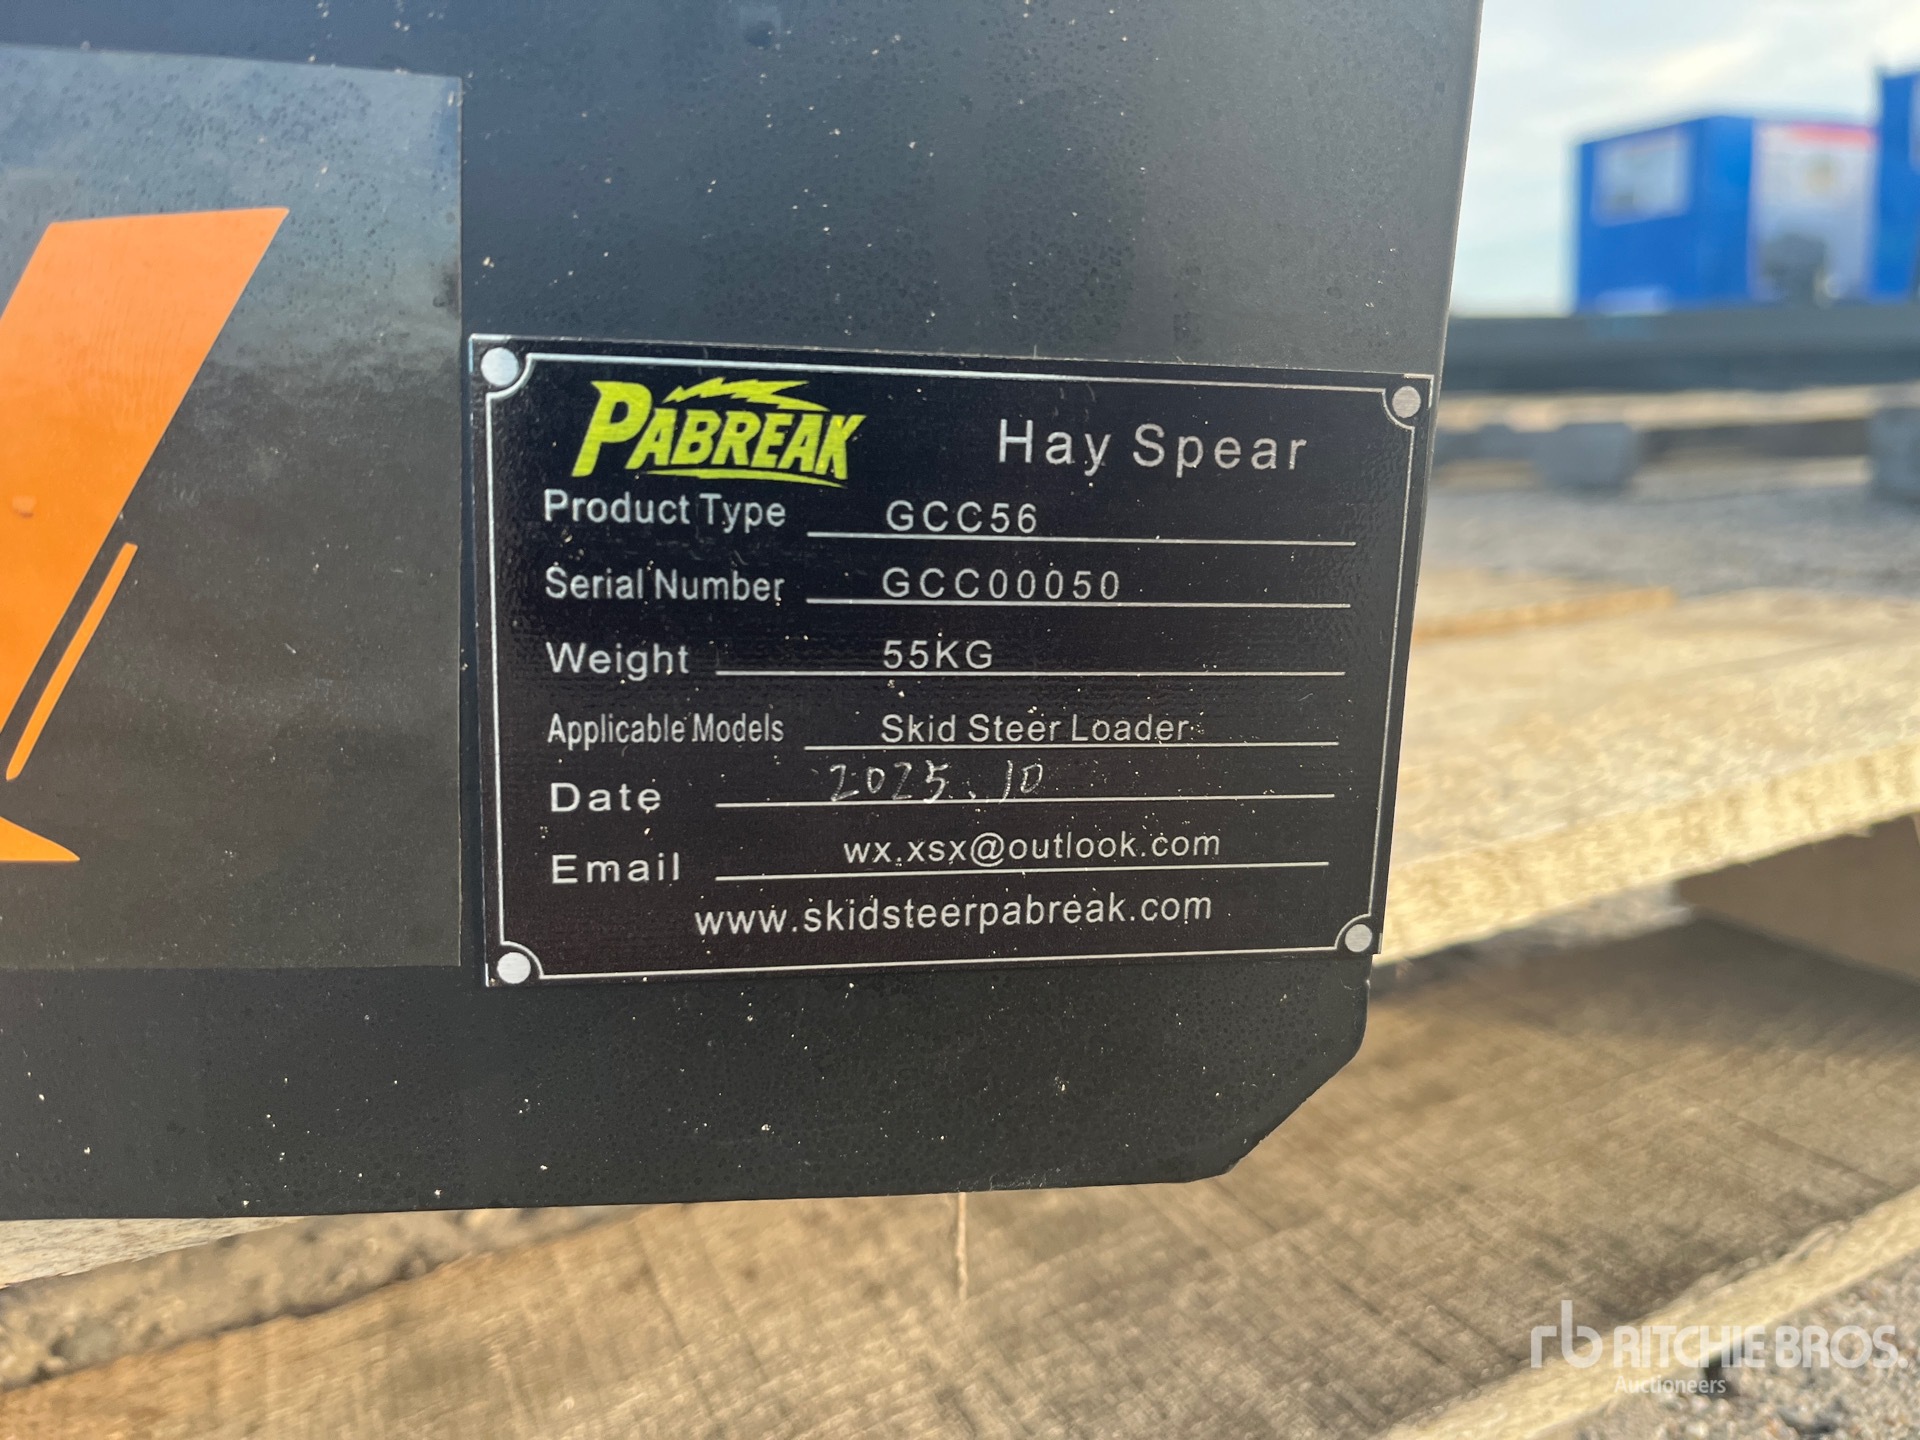 PABREAK Hay Spear
Product Type GCC56
Serial Number GCC00050
Weight 55KG
Applicable Models Skid Steer Loader
Date 2025.10
Email wx.xsx@outlook.com
www.skidsteerpabreak.com
rb RITCHIE BROS.
Auctioneers